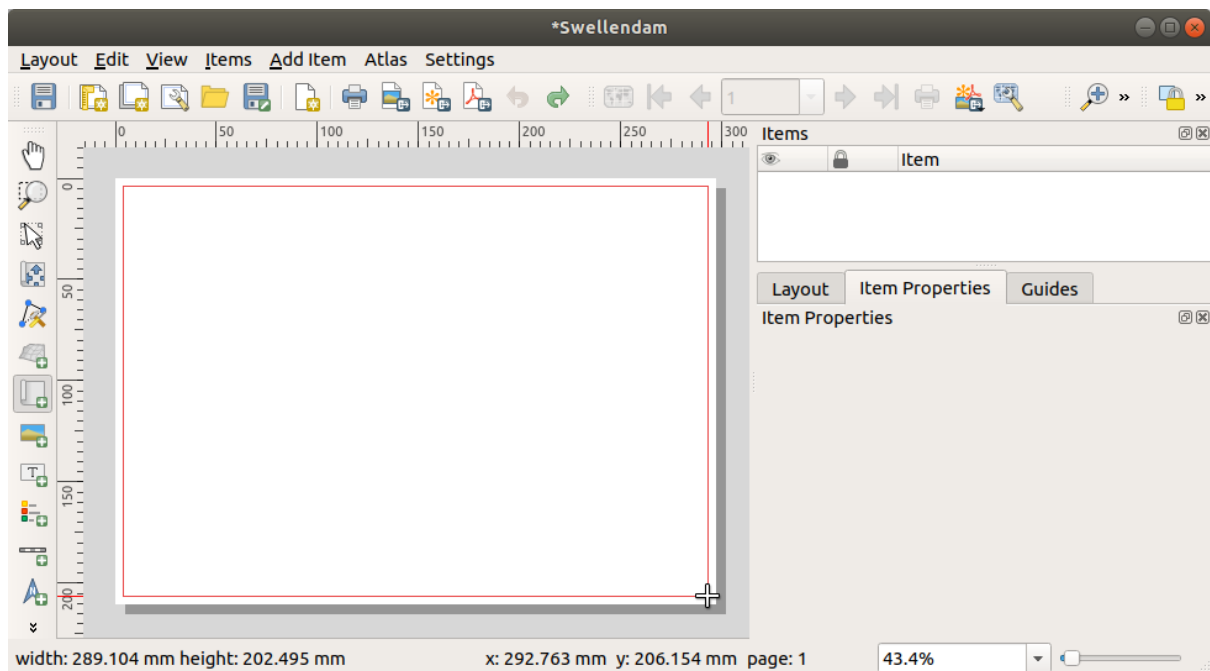 *Swellendam
Layout Edit View Items Add Item Atlas Settings
1
0 50 100 150 200 250 300
Items
Item
0
50
100
150
200
T
Layout Item Properties Guides
Item Properties
width: 289.104 mm height: 202.495 mm x: 292.763 mm y: 206.154 mm page: 1 43.4%